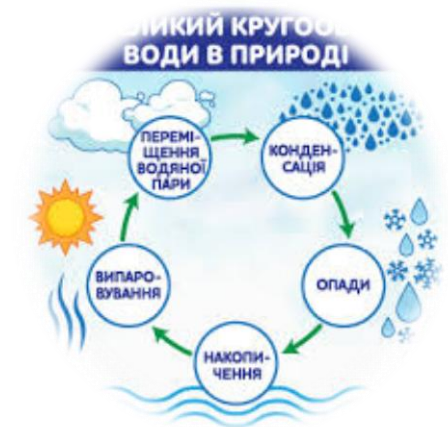 ВОДИ В ПРИРОДІ
ПЕРЕМІ-
ЩЕННЯ
ВОДЯНОЇ
ПАРИ
КОНДЕН-
САЦІЯ
ОПАДИ
НАКОПИ-
ЧЕННЯ
ВИПАРО-
ВУВАННЯ